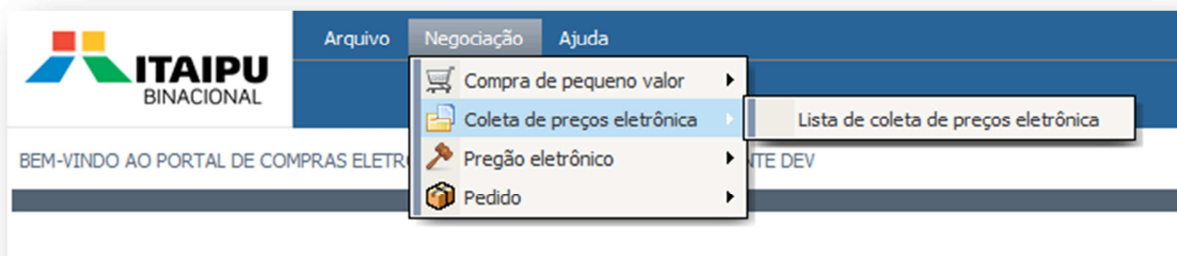 ITAIPU
BINACIONAL
Arquivo Negociação Ajuda
Compra de pequeno valor
Coleta de preços eletrônica
Lista de coleta de preços eletrônica
Pregão eletrônico
Pedido
BEM-VINDO AO PORTAL DE COMPRAS ELETR
NTE DEV